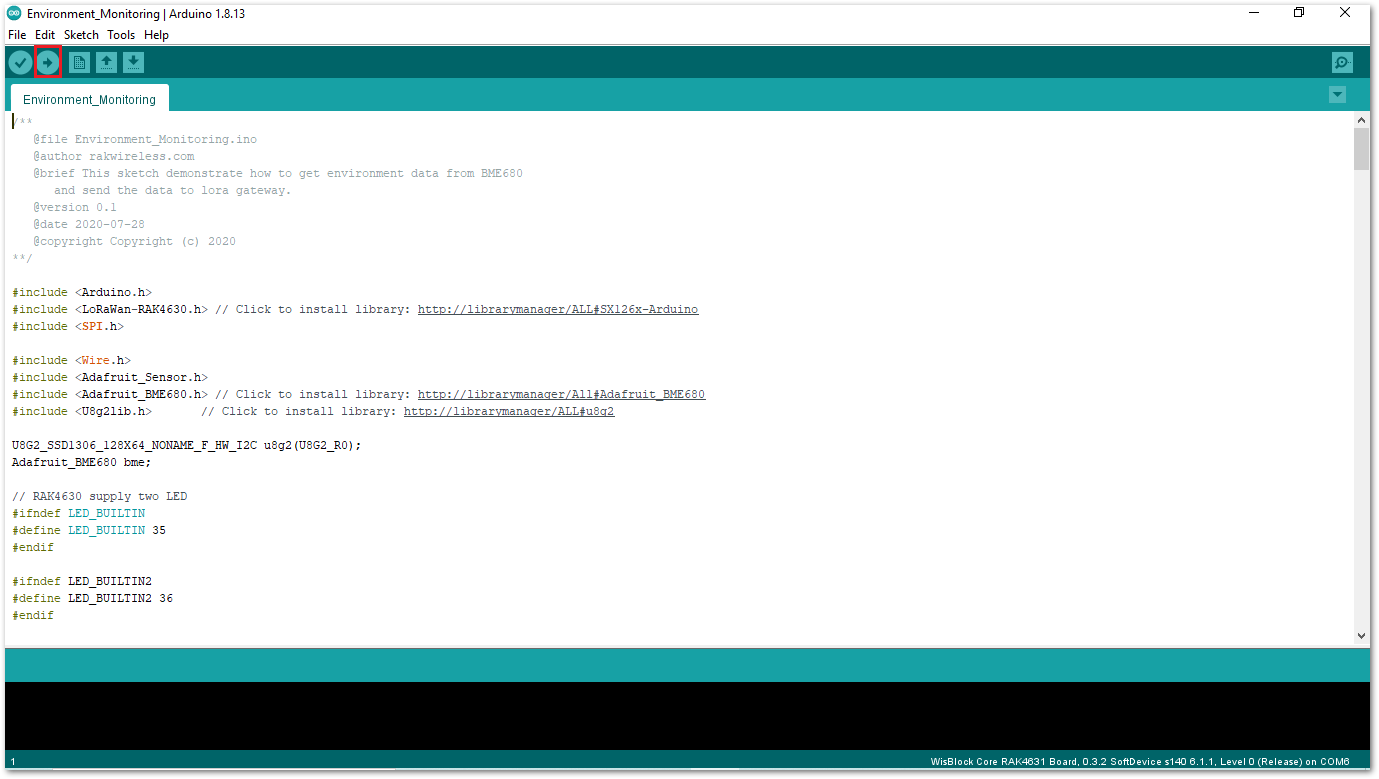 Environment_Monitoring | Arduino 1.8.13
File Edit Sketch Tools Help
Environment_Monitoring
/**
@file Environment_Monitoring.ino
@author rakwireless.com
@brief This sketch demonstrate how to get environment data from BME680
and send the data to lora gateway.
@version 0.1
@date 2020-07-28
@copyright Copyright (c) 2020
**/
#include <Arduino.h>
#include <LoRaWan-RAK4630.h> // Click to install library: http://librarymanager/ALL#SX126x-Arduino
#include <SPI.h>
#include <Wire.h>
#include <Adafruit_Sensor.h>
#include <Adafruit_BME680.h> // Click to install library: http://librarymanager/All#Adafruit_BME680
#include <U8g2lib.h> // Click to install library: http://librarymanager/ALL#u8g2
U8G2_SSD1306_128X64_NONAME_F_HW_I2C u8g2(U8G2_R0);
Adafruit_BME680 bme;
// RAK4630 supply two LED
#ifndef LED_BUILTIN
#define LED_BUILTIN 35
#endif
#ifndef LED_BUILTIN2
#define LED_BUILTIN2 36
#endif
1
WisBlock Core RAK4631 Board, 0.3.2 SoftDevice s140 6.1.1, Level 0 (Release) on COM6